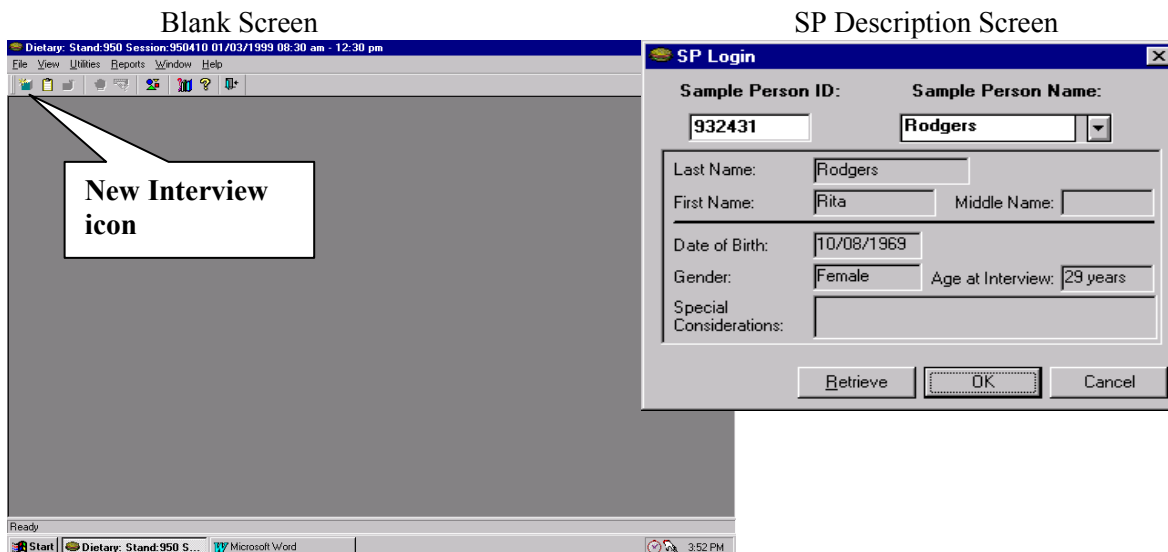 Blank Screen
SP Description Screen
Dietary: Stand:950 Session:950410 01/03/1999 08:30 am - 12:30 pm
File View Utilities Reports Window Help
New Interview
icon
Ready
Start Dietary: Stand:950 S... Microsoft Word 3:52 PM
SP Login
Sample Person ID: Sample Person Name:
932431 Rodgers
Last Name: Rodgers
First Name: Rita Middle Name:
Date of Birth: 10/08/1969
Gender: Female Age at Interview: 29 years
Special
Considerations:
Retrieve OK Cancel